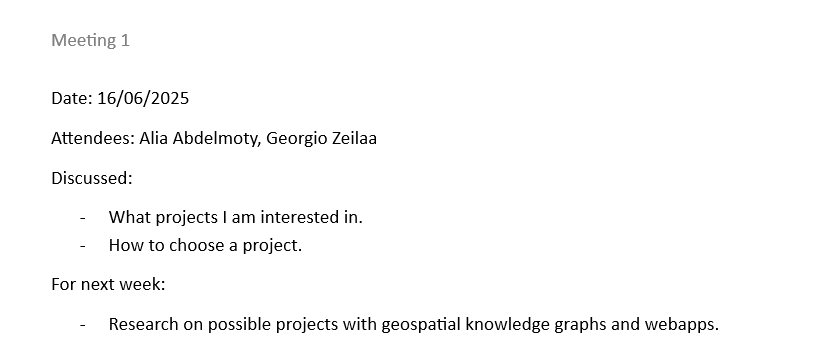 Meeting 1
Date: 16/06/2025
Attendees: Alia Abdelmoty, Georgio Zeilaa
Discussed:
- What projects I am interested in.
- How to choose a project.
For next week:
- Research on possible projects with geospatial knowledge graphs and webapps.